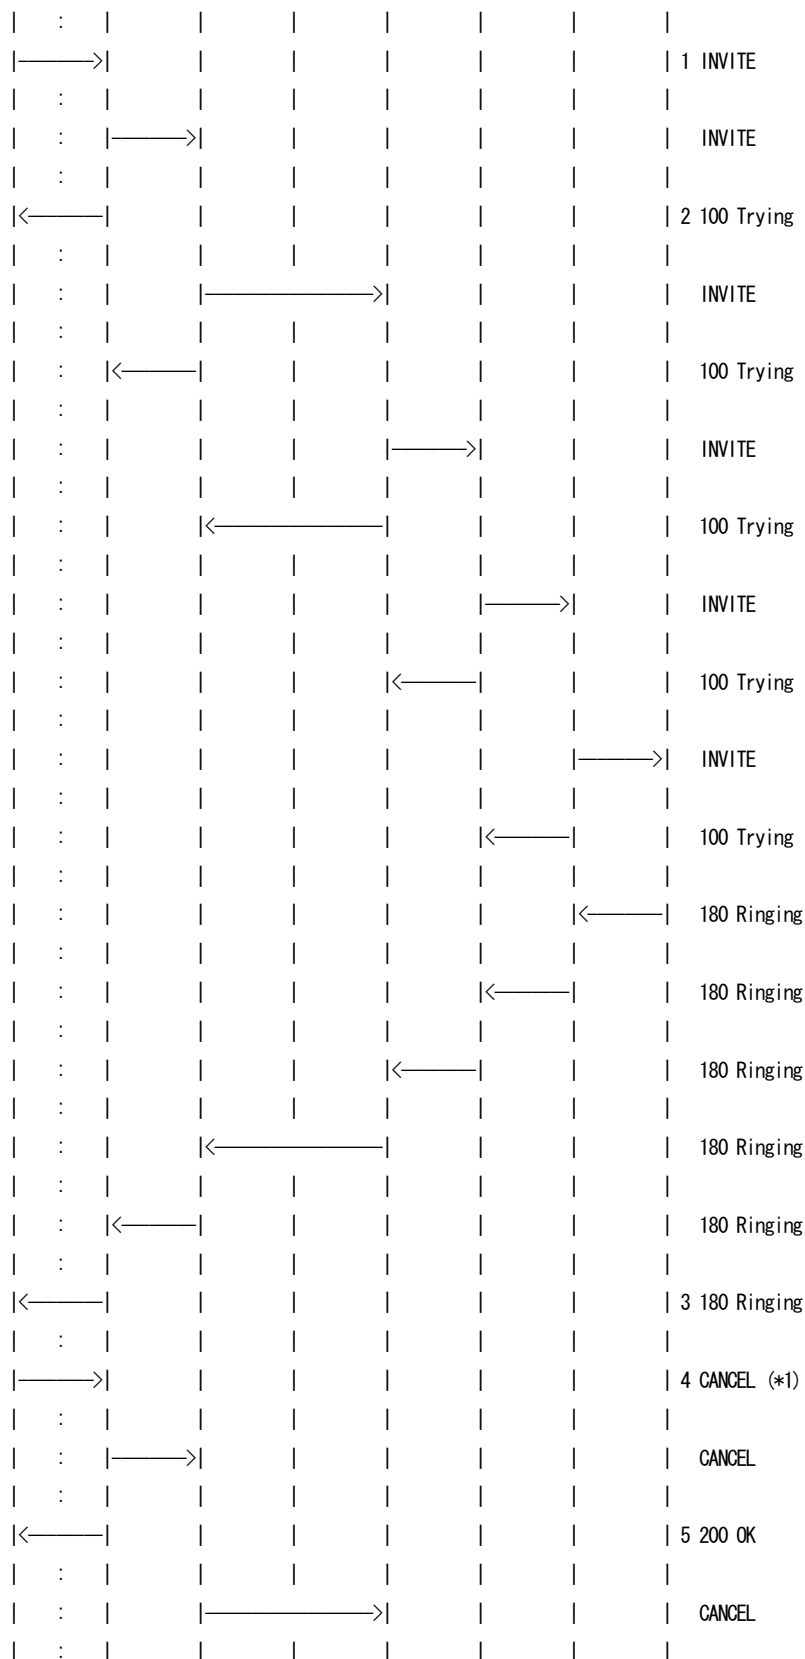 | : | | | | | | |
|------>| | | | | | | 1 INVITE
| : | | | | | | |
| : |------>| | | | | | INVITE
| : | | | | | | |
|<------| | | | | | | 2 100 Trying
| : | | | | | | |
| : | |-------------->| | | | INVITE
| : | | | | | | |
| : |<------| | | | | | 100 Trying
| : | | | | | | |
| : | | | |------>| | | INVITE
| : | | | | | | |
| : | |<--------------| | | | 100 Trying
| : | | | | | | |
| : | | | | |------>| | INVITE
| : | | | | | | |
| : | | | |<------| | | 100 Trying
| : | | | | | | |
| : | | | | | |------>| INVITE
| : | | | | | | |
| : | | | | |<------| | 100 Trying
| : | | | | | | |
| : | | | | | |<------| 180 Ringing
| : | | | | | | |
| : | | | | |<------| | 180 Ringing
| : | | | | | | |
| : | | | |<------| | | 180 Ringing
| : | | | | | | |
| : | |<--------------| | | | 180 Ringing
| : | | | | | | |
| : |<------| | | | | | 180 Ringing
| : | | | | | | |
|<------| | | | | | | 3 180 Ringing
| : | | | | | | |
|------>| | | | | | | 4 CANCEL (*1)
| : | | | | | | |
| : |------>| | | | | | CANCEL
| : | | | | | | |
|<------| | | | | | | 5 200 OK
| : | | | | | | |
| : | |-------------->| | | | CANCEL
| : | | | | | | |